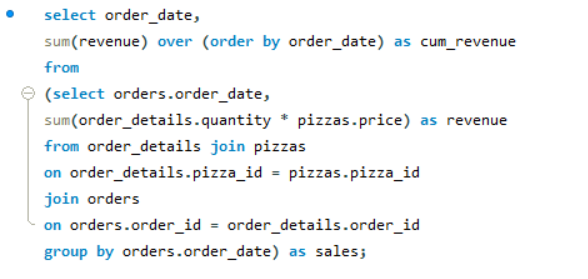 select order_date,
sum(revenue) over (order by order_date) as cum_revenue
from
(select orders.order_date,
sum(order_details.quantity * pizzas.price) as revenue
from order_details join pizzas
on order_details.pizza_id = pizzas.pizza_id
join orders
on orders.order_id = order_details.order_id
group by orders.order_date) as sales;